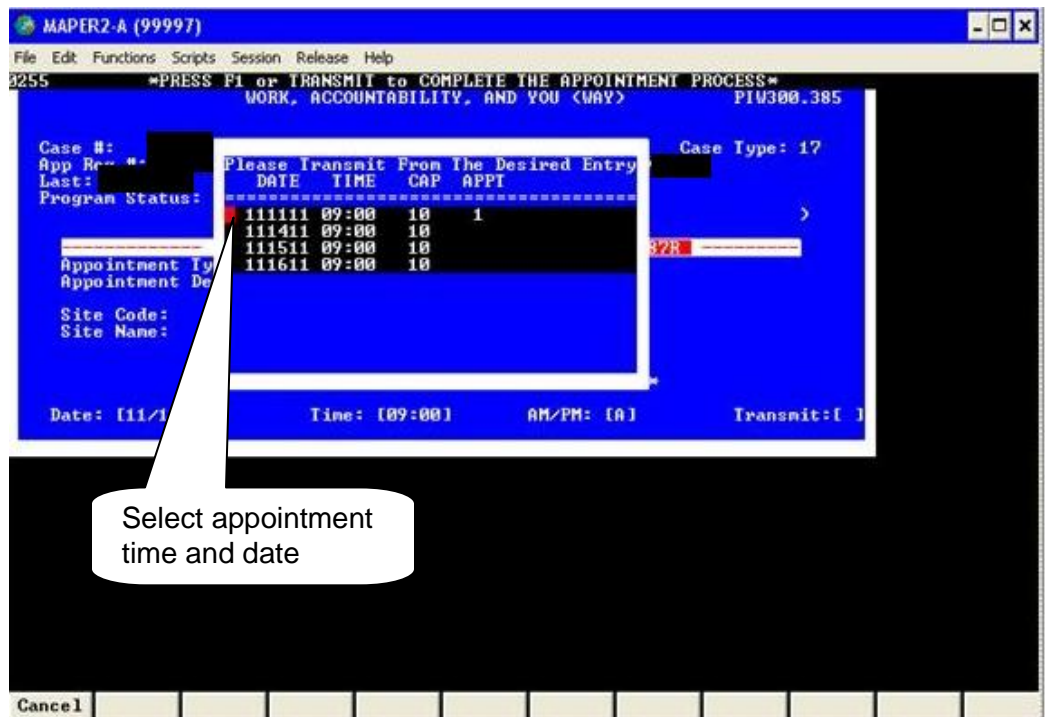 MAPER2-A (99997)
File Edit Functions Scripts Session Release Help
0255 *PRESS F1 or TRANSMIT to COMPLETE THE APPOINTMENT PROCESS*
WORK, ACCOUNTABILITY, AND YOU <WAY> PIW300.385
Case #: Case Type: 17
App Reg #:
Please Transmit From The Desired Entry
Last: DATE TIME CAP APPT
Program Status: ======================================
111111 09:00 10 1 >
111411 09:00 10
------------- 111511 09:00 10 37R ---------
Appointment Ty 111611 09:00 10
Appointment De
Site Code:
Site Name:
*
Date: [11/1 Time: [09:00] AM/PM: [A] Transmit:[ ]
Select appointment
time and date
Cancel